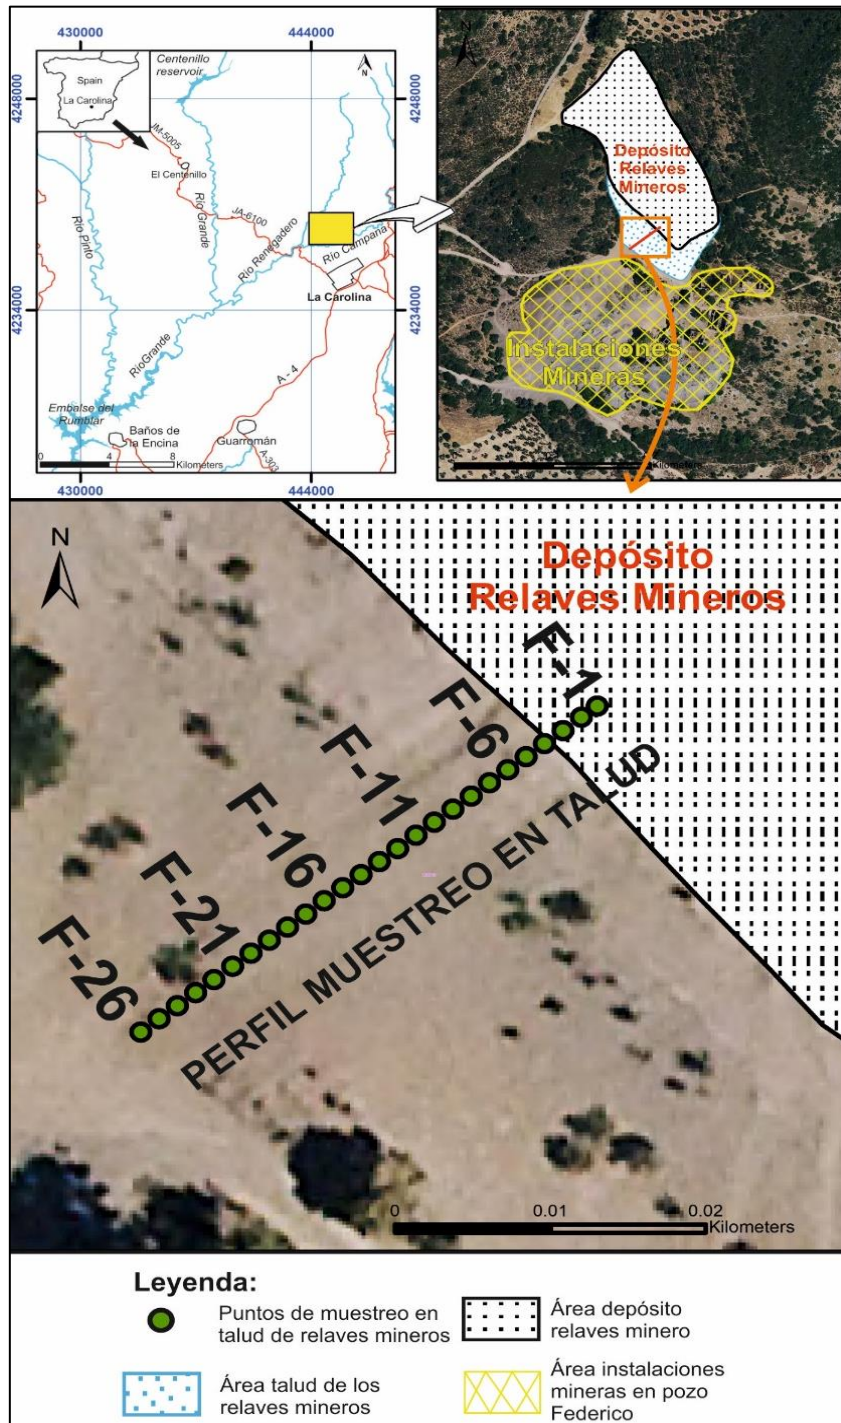 430000
444000
Centenillo
reservoir
Spain
La Carolina
4248000
4248000
JM-5005
El Centenillo
Río Grande
JA-6100
Río Pinto
Río Renegadero
Río Campana
La Carolina
4234000
4234000
RíoGrande
A - 4
Embalse del
Rumblar
Baños de
la Encina
Guarromán
A-303
0 4 8
Kilometers
430000
444000
N
N
Depósito
Relaves
Mineros
Instalaciones
Mineras
Kilometers
N
Depósito
Relaves Mineros
F-1
F-6
F-11
F-16
F-21
F-26
PERFIL MUESTREO EN TALUD
0 0.01 0.02
Kilometers
Leyenda:
Puntos de muestreo en
talud de relaves mineros
Área depósito
relaves minero
Área talud de los
relaves mineros
Área instalaciones
mineras en pozo
Federico